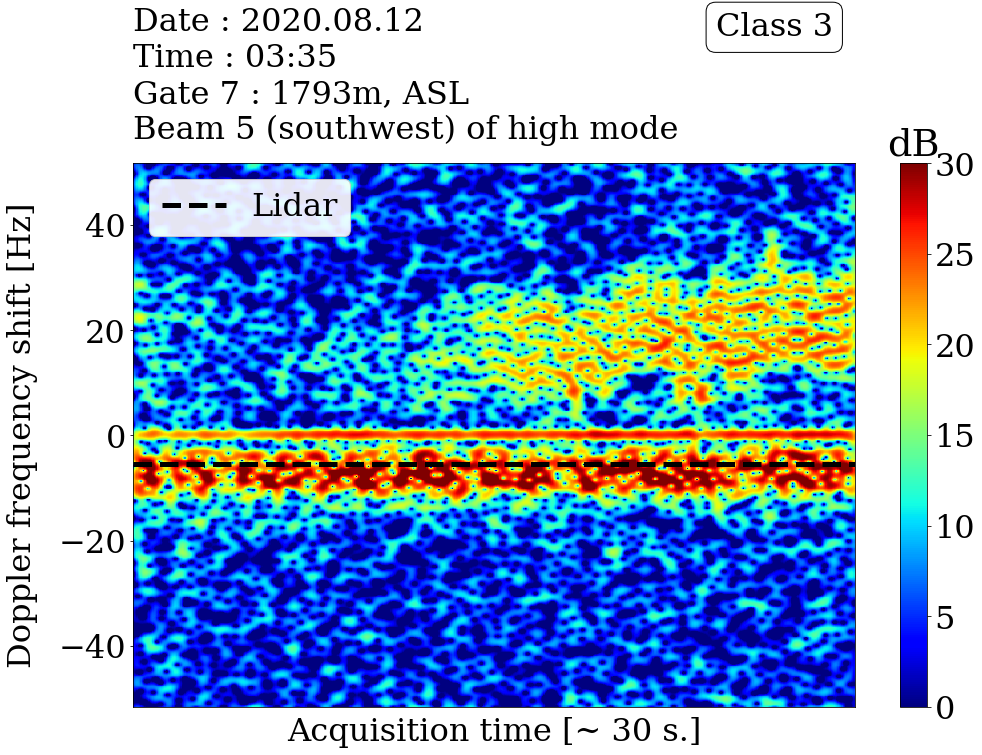 Date : 2020.08.12
Time : 03:35
Gate 7 : 1793m, ASL
Beam 5 (southwest) of high mode
Class 3
dB
Lidar
Doppler frequency shift [Hz]
40
20
0
−20
−40
30
25
20
15
10
5
0
Acquisition time [~ 30 s.]